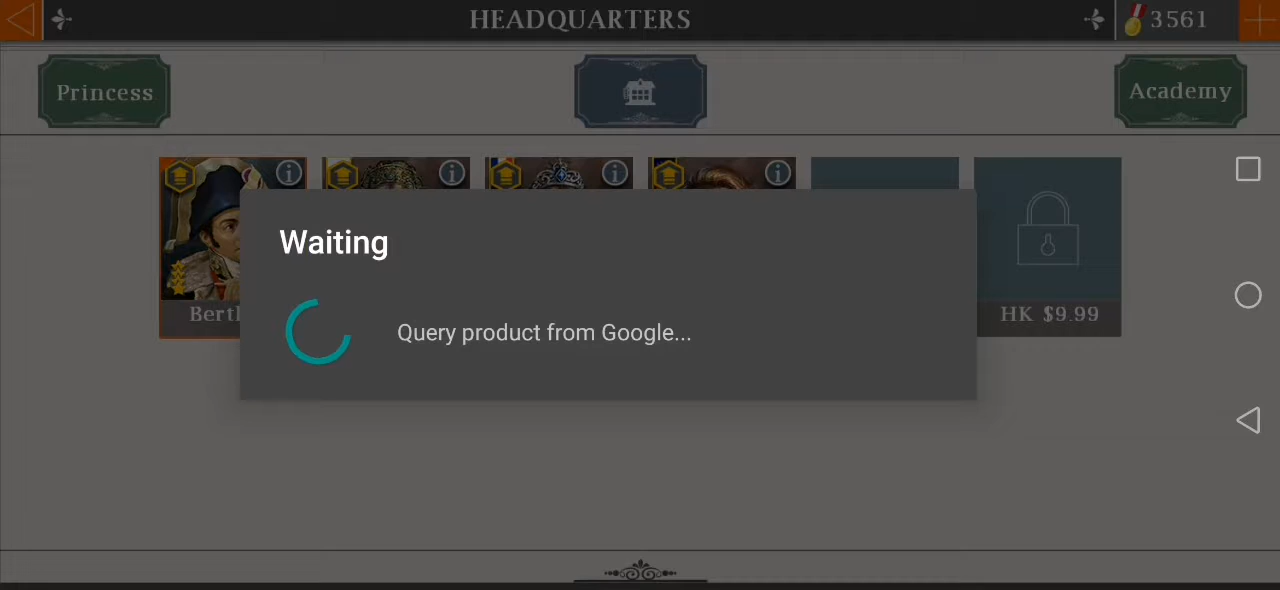 HEADQUARTERS
3561
Princess
Academy
Waiting
Query product from Google...
HK $9.99